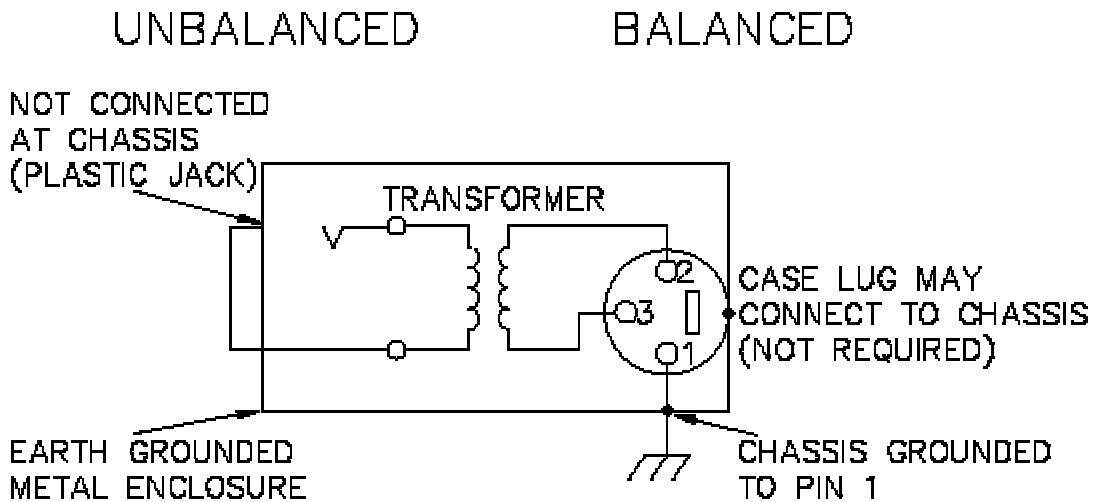 UNBALANCED
BALANCED
NOT CONNECTED
AT CHASSIS
(PLASTIC JACK)
TRANSFORMER
2
3
1
CASE LUG MAY
CONNECT TO CHASSIS
(NOT REQUIRED)
EARTH GROUNDED
METAL ENCLOSURE
CHASSIS GROUNDED
TO PIN 1